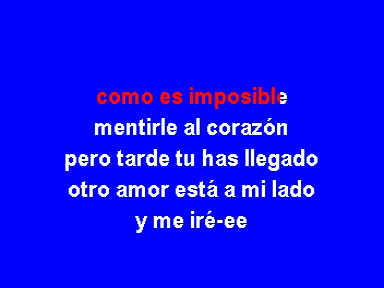 como es imposible
mentirle al corazón
pero tarde tu has llegado
otro amor está a mi lado
y me iré-ee